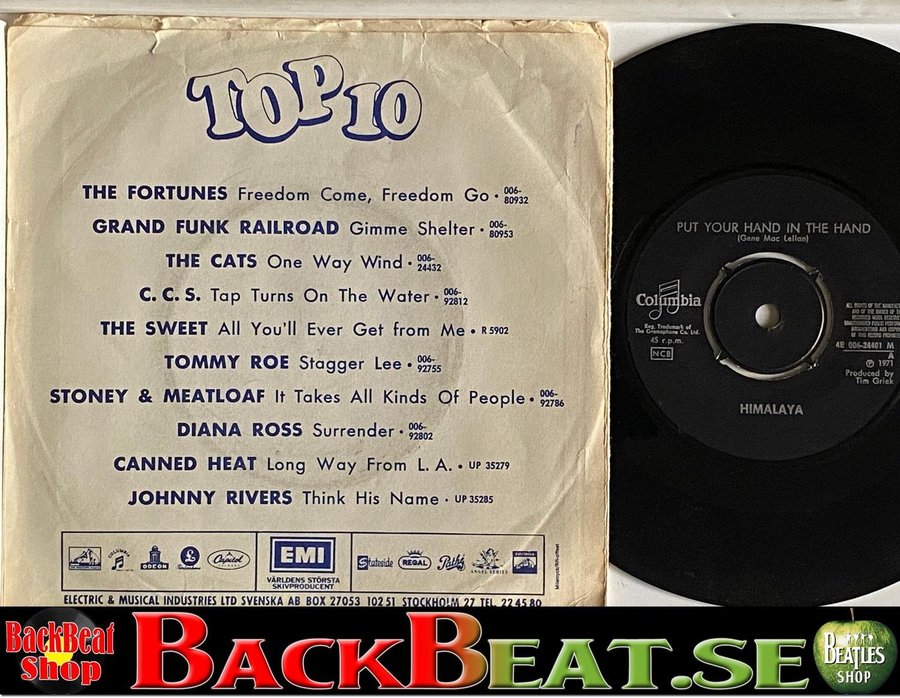 TOP 10
THE FORTUNES Freedom Come, Freedom Go • 006-80932
GRAND FUNK RAILROAD Gimme Shelter • 006-80953
THE CATS One Way Wind • 006-24432
C.C.S. Tap Turns On The Water • 006-92812
THE SWEET All You'll Ever Get from Me • R 5902
TOMMY ROE Stagger Lee • 006-92755
STONEY & MEATLOAF It Takes All Kinds Of People • 006-92786
DIANA ROSS Surrender • 006-92802
CANNED HEAT Long Way From L.A. • UP 35279
JOHNNY RIVERS Think His Name • UP 35285
COLUMBIA
ODEON
Capitol
EMI
VÄRLDENS STÖRSTA
SKIVPRODUCENT
Stateside
REGAL
Pathé
ANGEL SERIES
ELECTRIC & MUSICAL INDUSTRIES LTD SVENSKA AB BOX 27053 102 51 STOCKHOLM 27 TEL. 22 45 80
PUT YOUR HAND IN THE HAND
(Gene Mac Lellan)
Columbia
Reg. Trademark of
The Gramophone Co. Ltd.
45 r.p.m.
NCB
4E 006-24401 M
A
℗ 1971
Produced by
Tim Griek
HIMALAYA
BackBeat
Shop
BACKBEAT.SE
BEATLES
SHOP